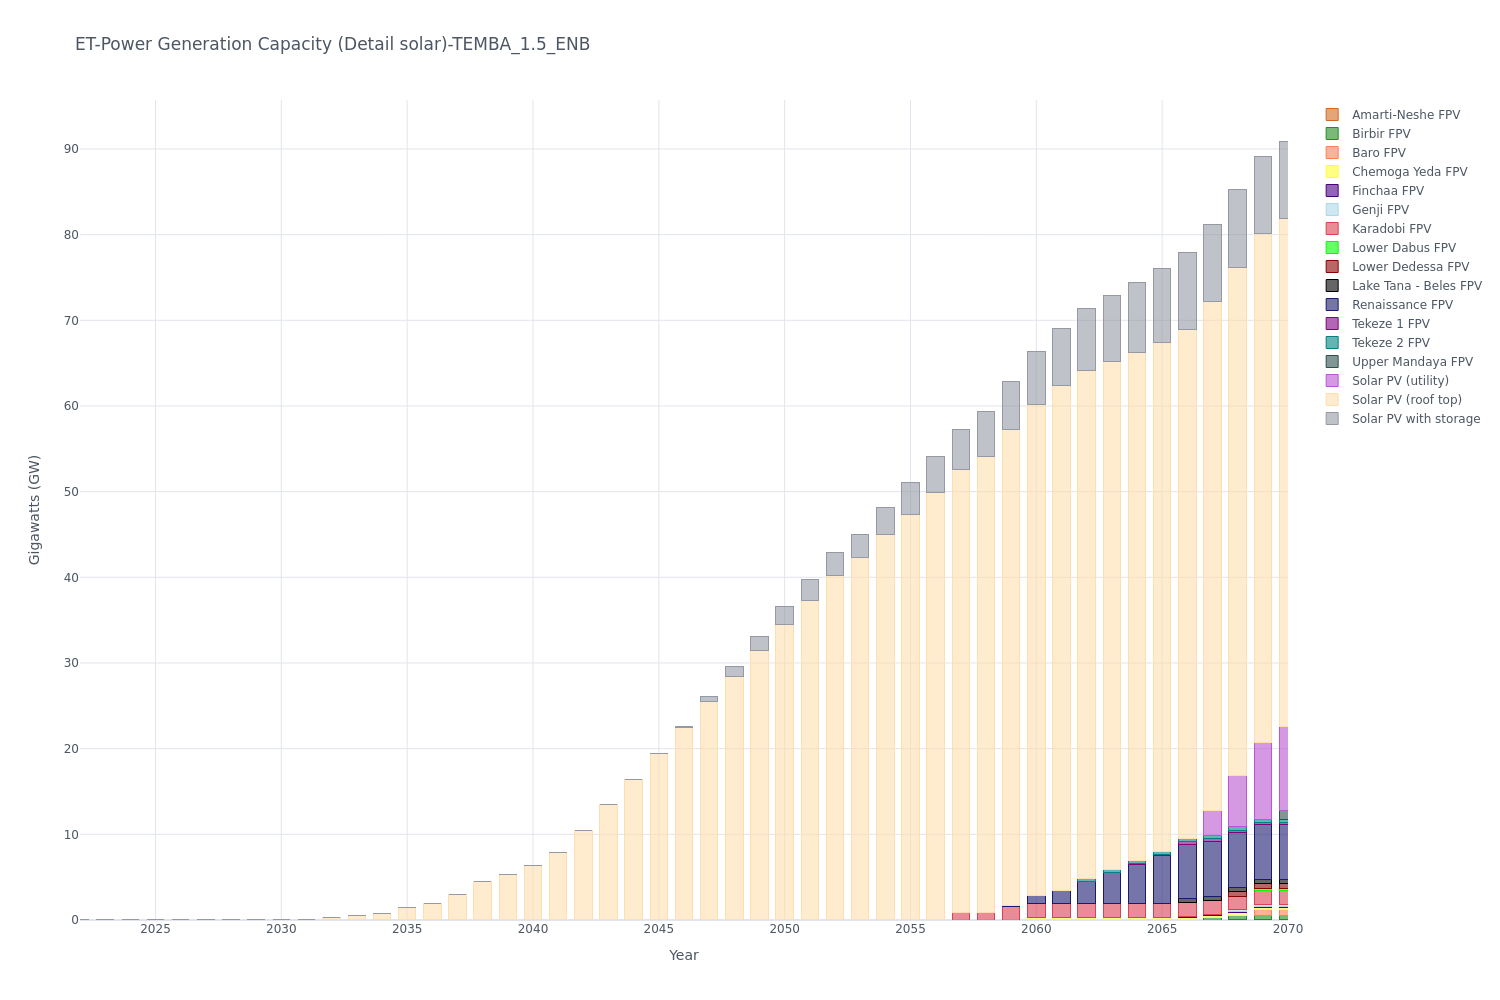 ET-Power Generation Capacity (Detail solar)-TEMBA_1.5_ENB
Gigawatts (GW)
90
80
70
60
50
40
30
20
10
0
2025
2030
2035
2040
2045
2050
2055
2060
2065
2070
Year
Amarti-Neshe FPV
Birbir FPV
Baro FPV
Chemoga Yeda FPV
Finchaa FPV
Genji FPV
Karadobi FPV
Lower Dabus FPV
Lower Dedessa FPV
Lake Tana - Beles FPV
Renaissance FPV
Tekeze 1 FPV
Tekeze 2 FPV
Upper Mandaya FPV
Solar PV (utility)
Solar PV (roof top)
Solar PV with storage